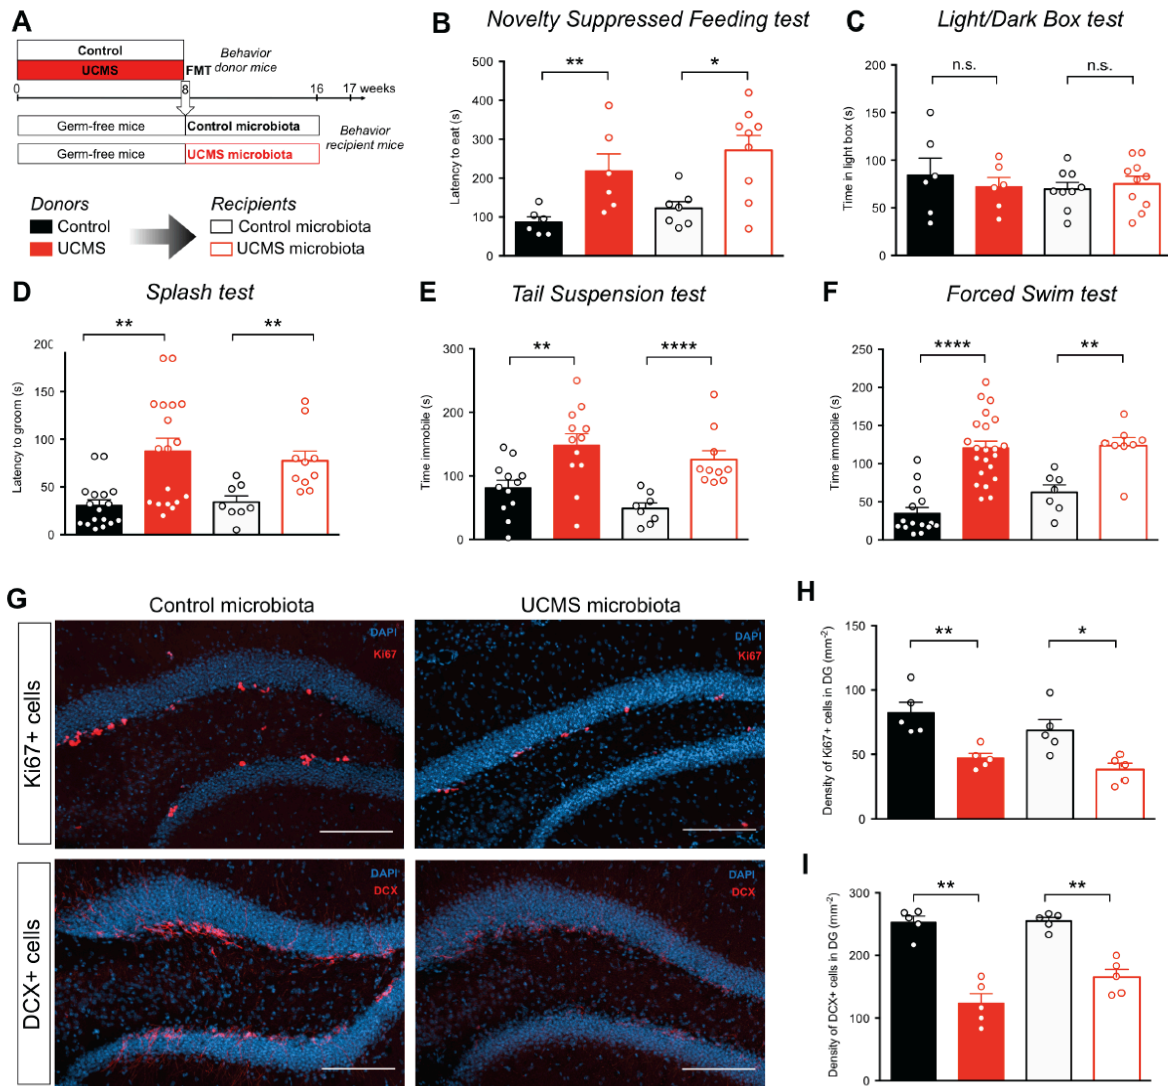 A
Control
UCMS
FMT
Behavior
donor mice
0
8
16
17
weeks
Germ-free mice
Control microbiota
Germ-free mice
UCMS microbiota
Behavior
recipient mice
Donors
Control
UCMS
Recipients
Control microbiota
UCMS microbiota
B
Novelty Suppressed Feeding test
Latency to eat (s)
500
400
300
200
100
0
**
*
C
Light/Dark Box test
Time in light box (s)
200
150
100
50
0
n.s.
n.s.
D
Splash test
Latency to groom (s)
200
150
100
50
0
**
**
E
Tail Suspension test
Time immobile (s)
300
200
100
0
**
****
F
Forced Swim test
Time immobile (s)
250
200
150
100
50
0
****
**
G
Control microbiota
UCMS microbiota
Ki67+ cells
DAPI
Ki67
DAPI
Ki67
DCX+ cells
DAPI
DCX
DAPI
DCX
H
Density of Ki67+ cells in DG (mm⁻²)
150
100
50
0
**
*
I
Density of DCX+ cells in DG (mm⁻²)
300
200
100
0
**
**